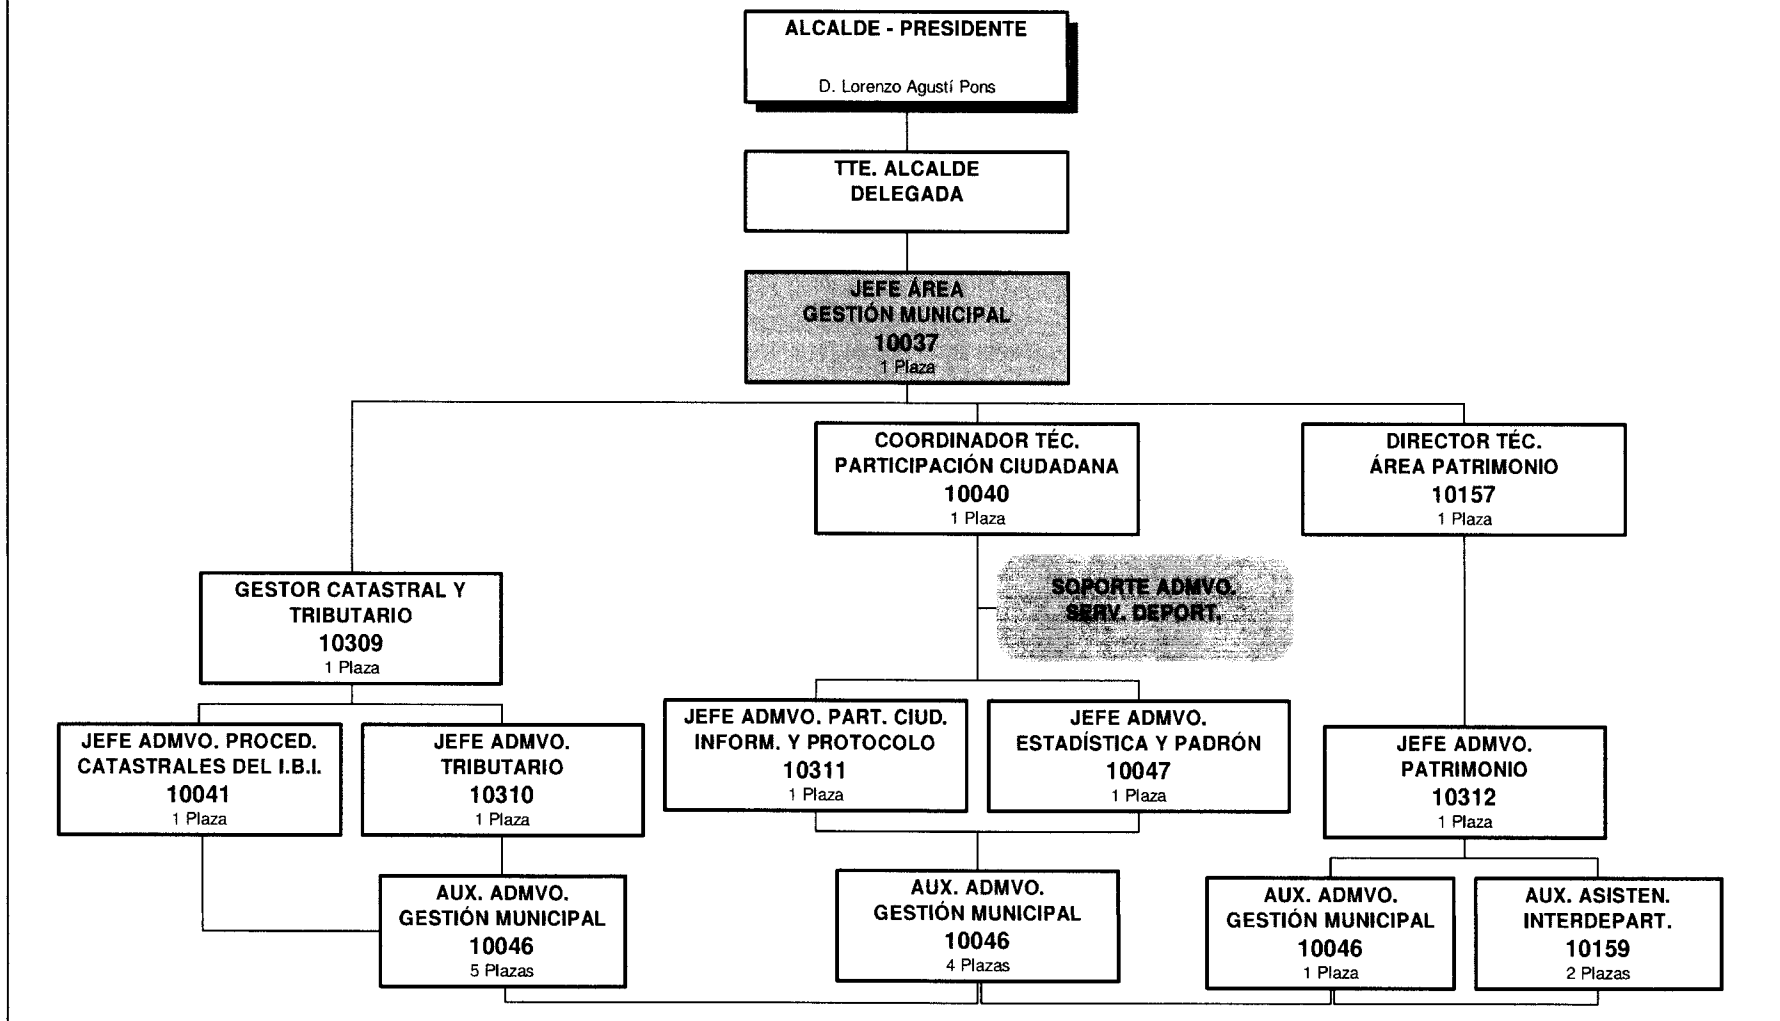 ALCALDE - PRESIDENTE
D. Lorenzo Agustí Pons
TTE. ALCALDE
DELEGADA
JEFE ÁREA
GESTIÓN MUNICIPAL
10037
1 Plaza
COORDINADOR TÉC.
PARTICIPACIÓN CIUDADANA
10040
1 Plaza
DIRECTOR TÉC.
ÁREA PATRIMONIO
10157
1 Plaza
SOPORTE ADMVO.
SERV. DEPORT.
GESTOR CATASTRAL Y
TRIBUTARIO
10309
1 Plaza
JEFE ADMVO. PROCED.
CATASTRALES DEL I.B.I.
10041
1 Plaza
JEFE ADMVO.
TRIBUTARIO
10310
1 Plaza
JEFE ADMVO. PART. CIUD.
INFORM. Y PROTOCOLO
10311
1 Plaza
JEFE ADMVO.
ESTADÍSTICA Y PADRÓN
10047
1 Plaza
JEFE ADMVO.
PATRIMONIO
10312
1 Plaza
AUX. ADMVO.
GESTIÓN MUNICIPAL
10046
5 Plazas
AUX. ADMVO.
GESTIÓN MUNICIPAL
10046
4 Plazas
AUX. ADMVO.
GESTIÓN MUNICIPAL
10046
1 Plaza
AUX. ASISTEN.
INTERDEPART.
10159
2 Plazas